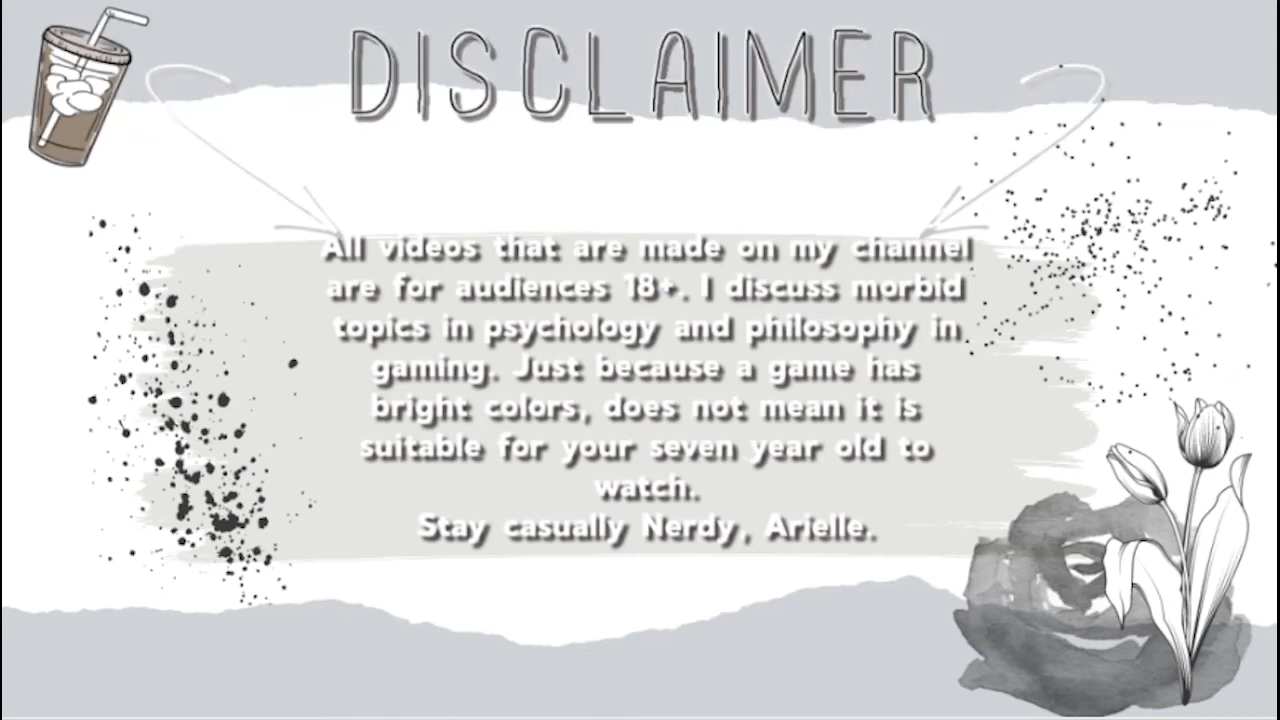 DISCLAIMER
All videos that are made on my channel
are for audiences 18+. I discuss morbid
topics in psychology and philosophy in
gaming. Just because a game has
bright colors, does not mean it is
suitable for your seven year old to
watch.
Stay casually Nerdy, Arielle.